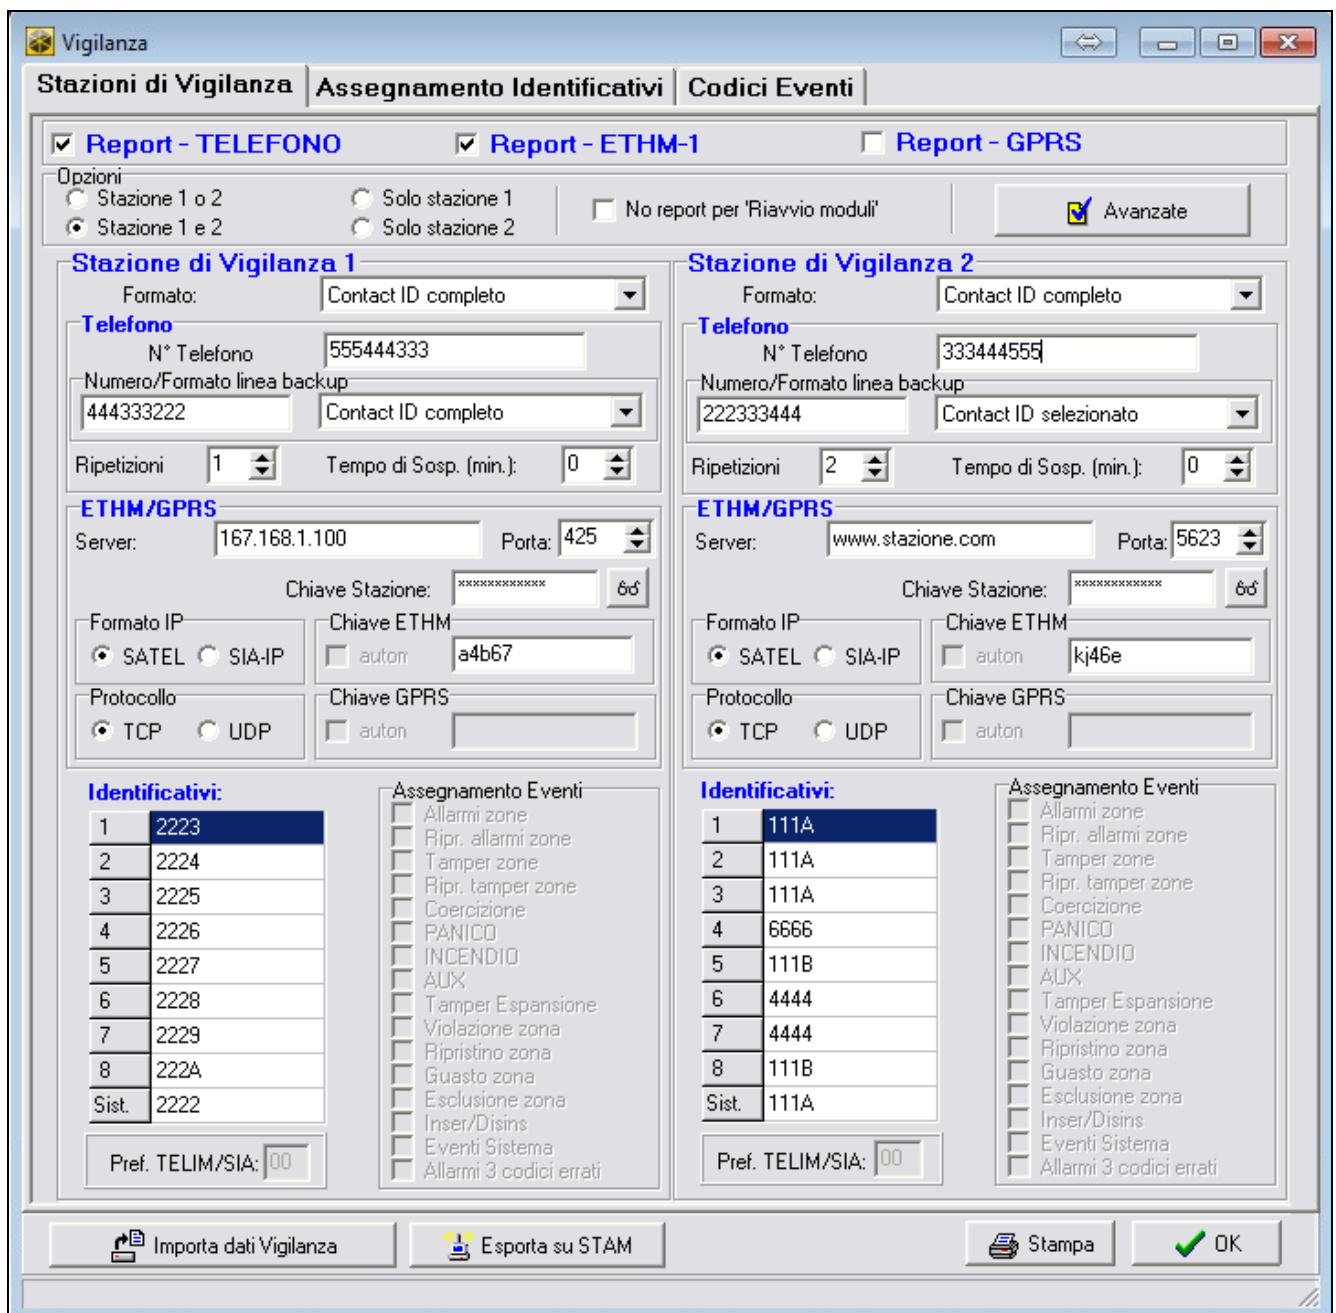 Vigilanza
Stazioni di Vigilanza
Assegnamento Identificativi
Codici Eventi
Report - TELEFONO
Report - ETHM-1
Report - GPRS
Opzioni
Stazione 1 o 2
Solo stazione 1
Stazione 1 e 2
Solo stazione 2
No report per 'Riavvio moduli'
Avanzate
Stazione di Vigilanza 1
Formato: Contact ID completo
Telefono
N° Telefono 555444333
Numero/Formato linea backup
444333222 Contact ID completo
Ripetizioni 1 Tempo di Sosp. (min.): 0
ETHM/GPRS
Server: 167.168.1.100 Porta: 425
Chiave Stazione: ************
Formato IP
SATEL SIA-IP
Chiave ETHM
autom a4b67
Protocollo
TCP UDP
Chiave GPRS
auton
Identificativi:
1 2223
2 2224
3 2225
4 2226
5 2227
6 2228
7 2229
8 222A
Sist. 2222
Pref. TELIM/SIA: 00
Assegnamento Eventi
Allarmi zone
Ripr. allarmi zone
Tamper zone
Ripr. tamper zone
Coercizione
PANICO
INCENDIO
AUX
Tamper Espansione
Violazione zona
Ripristino zona
Guasto zona
Esclusione zona
Inser/Disins
Eventi Sistema
Allarmi 3 codici errati
Stazione di Vigilanza 2
Formato: Contact ID completo
Telefono
N° Telefono 333444555
Numero/Formato linea backup
222333444 Contact ID selezionato
Ripetizioni 2 Tempo di Sosp. (min.): 0
ETHM/GPRS
Server: www.stazione.com Porta: 5623
Chiave Stazione: ************
Formato IP
SATEL SIA-IP
Chiave ETHM
auton kj46e
Protocollo
TCP UDP
Chiave GPRS
auton
Identificativi:
1 111A
2 111A
3 111A
4 6666
5 111B
6 4444
7 4444
8 111B
Sist. 111A
Pref. TELIM/SIA: 00
Assegnamento Eventi
Allarmi zone
Ripr. allarmi zone
Tamper zone
Ripr. tamper zone
Coercizione
PANICO
INCENDIO
AUX
Tamper Espansione
Violazione zona
Ripristino zona
Guasto zona
Esclusione zona
Inser/Disins
Eventi Sistema
Allarmi 3 codici errati
Importa dati Vigilanza
Esporta su STAM
Stampa
OK